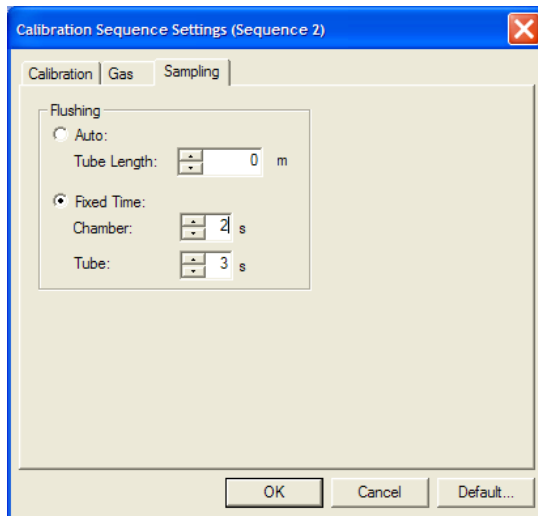 Calibration Sequence Settings (Sequence 2)
Calibration Gas Sampling
Flushing
Auto:
Tube Length: 0 m
Fixed Time:
Chamber: 2 s
Tube: 3 s
OK Cancel Default...